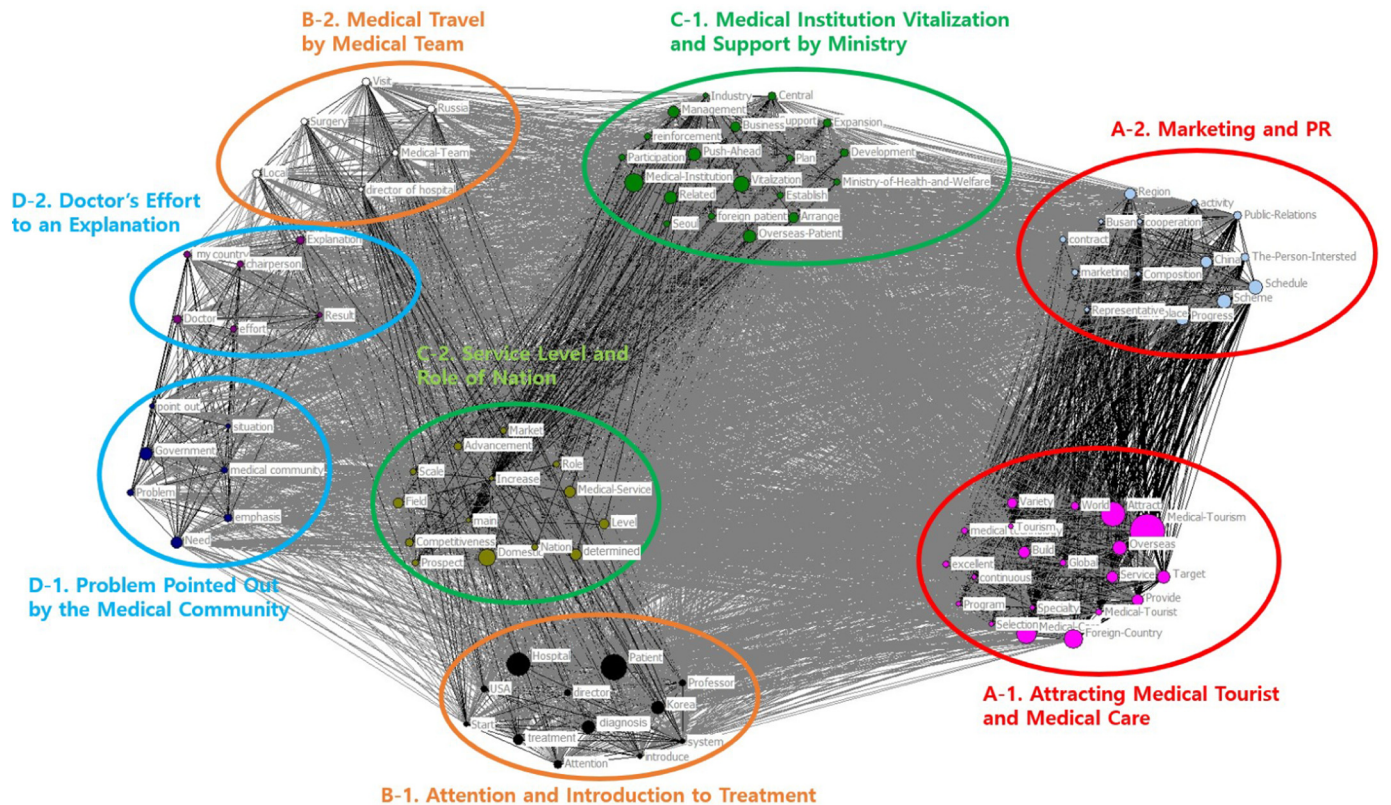 B-2. Medical Travel
by Medical Team
C-1. Medical Institution Vitalization
and Support by Ministry
A-2. Marketing and PR
D-2. Doctor's Effort
to an Explanation
C-2. Service Level and
Role of Nation
D-1. Problem Pointed Out
by the Medical Community
A-1. Attracting Medical Tourist
and Medical Care
B-1. Attention and Introduction to Treatment
Visit
Russia
Surgery
Medical-Team
Local
director of hospital
Industry
Central
Management
Business
upport
Expansion
reinforcement
Push-Ahead
Plan
Development
Participation
Medical-Institution
Vitalization
Ministry-of-Health-and-Welfare
Related
Establish
foreign patient
Arrange
Seoul
Overseas-Patient
Region
activity
Public-Relations
Busan
cooperation
contract
China
The-Person-Intersted
marketing
Composition
Schedule
Scheme
Representative
place
Progress
Explanation
my country
chairperson
Doctor
effort
Result
point out
situation
Government
medical community
Problem
emphasis
Need
Market
Advancement
Scale
Role
Increase
Medical-Service
Field
main
Level
Competitiveness
Nation
Domestic
determined
Prospect
Variety
World
Attract
Medical-Tourism
Tourism
medical
Build
Overseas
excellent
Global
continuous
Service
Target
Program
Specialty
Provide
Medical-Tourist
Selection
Foreign-Country
Hospital
Patient
USA
director
Professor
Korea
Start
diagnosis
treatment
system
Attention
introduce